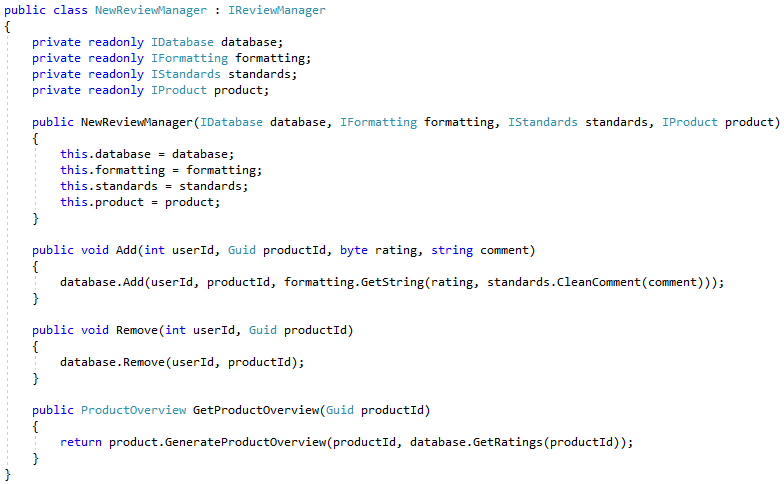 public class NewReviewManager : IReviewManager
{
    private readonly IDatabase database;
    private readonly IFormatting formatting;
    private readonly IStandards standards;
    private readonly IProduct product;

    public NewReviewManager(IDatabase database, IFormatting formatting, IStandards standards, IProduct product)
    {
        this.database = database;
        this.formatting = formatting;
        this.standards = standards;
        this.product = product;
    }

    public void Add(int userId, Guid productId, byte rating, string comment)
    {
        database.Add(userId, productId, formatting.GetString(rating, standards.CleanComment(comment)));
    }

    public void Remove(int userId, Guid productId)
    {
        database.Remove(userId, productId);
    }

    public ProductOverview GetProductOverview(Guid productId)
    {
        return product.GenerateProductOverview(productId, database.GetRatings(productId));
    }
}